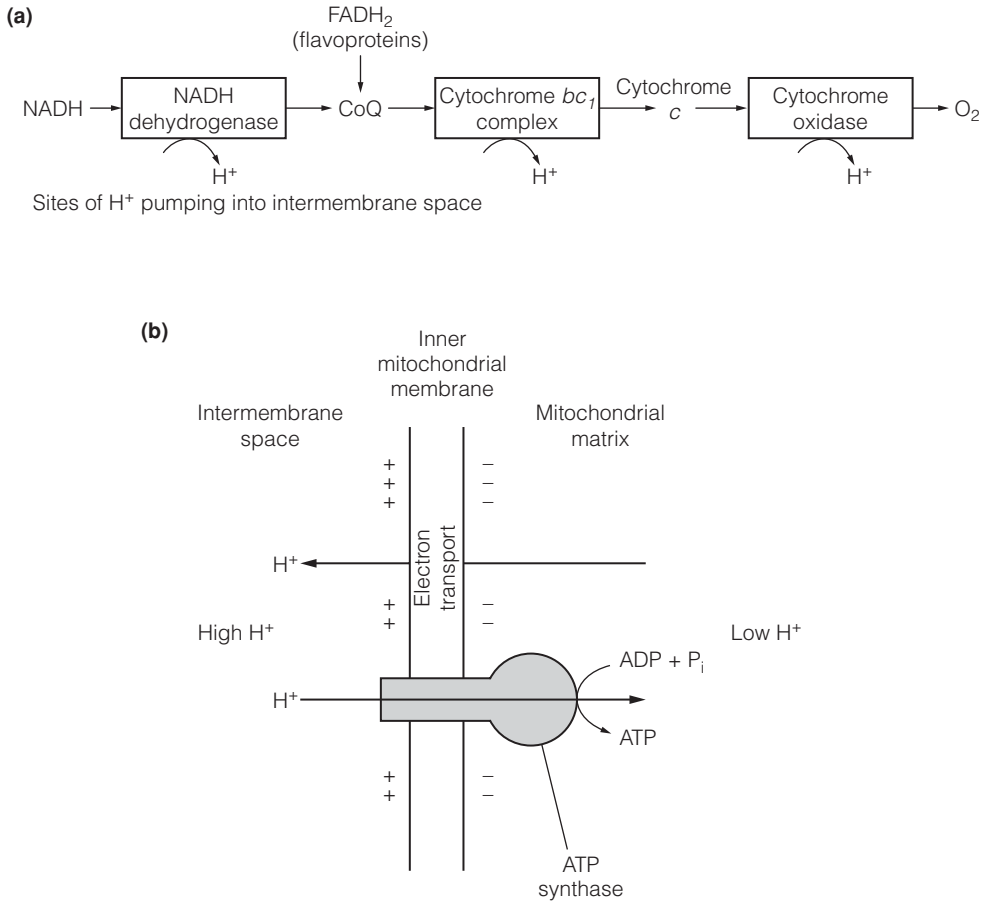 (a)
FADH₂
(flavoproteins)
NADH
NADH
dehydrogenase
CoQ
Cytochrome bc₁
complex
Cytochrome
c
Cytochrome
oxidase
O₂
H⁺
H⁺
H⁺
Sites of H⁺ pumping into intermembrane space
(b)
Inner
mitochondrial
membrane
Intermembrane
space
Mitochondrial
matrix
+ −
+ −
+ −
Electron
transport
H⁺
+ −
+ −
High H⁺
Low H⁺
ADP + Pᵢ
H⁺
ATP
+ −
+ −
ATP
synthase